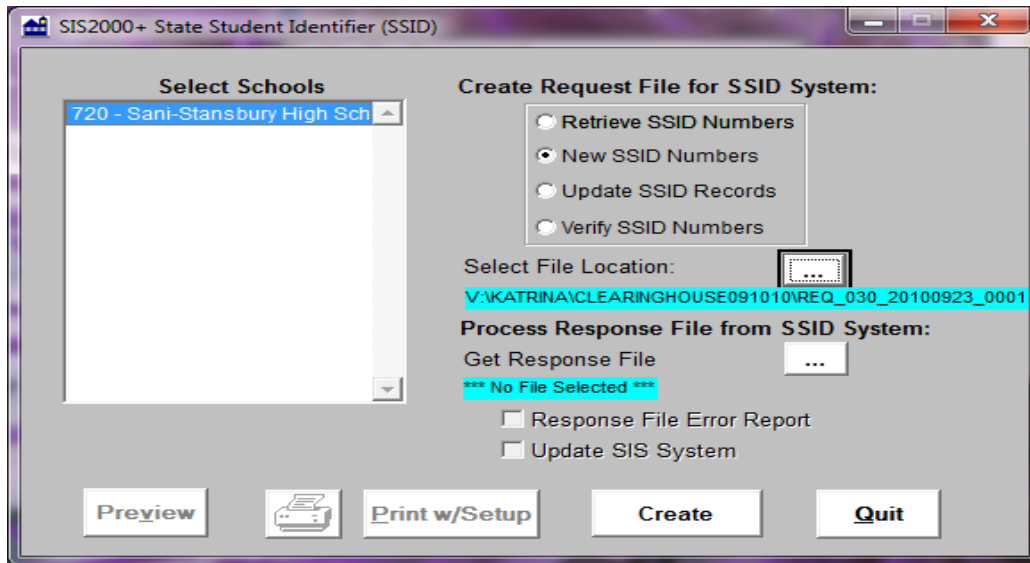 SIS2000+ State Student Identifier (SSID)
Select Schools
720 - Sani-Stansbury High Sch
Create Request File for SSID System:
Retrieve SSID Numbers
New SSID Numbers
Update SSID Records
Verify SSID Numbers
Select File Location:
...
V:\KATRINA\CLEARINGHOUSE091010\REQ_030_20100923_0001
Process Response File from SSID System:
Get Response File
...
*** No File Selected ***
Response File Error Report
Update SIS System
Preview
Print w/Setup
Create
Quit